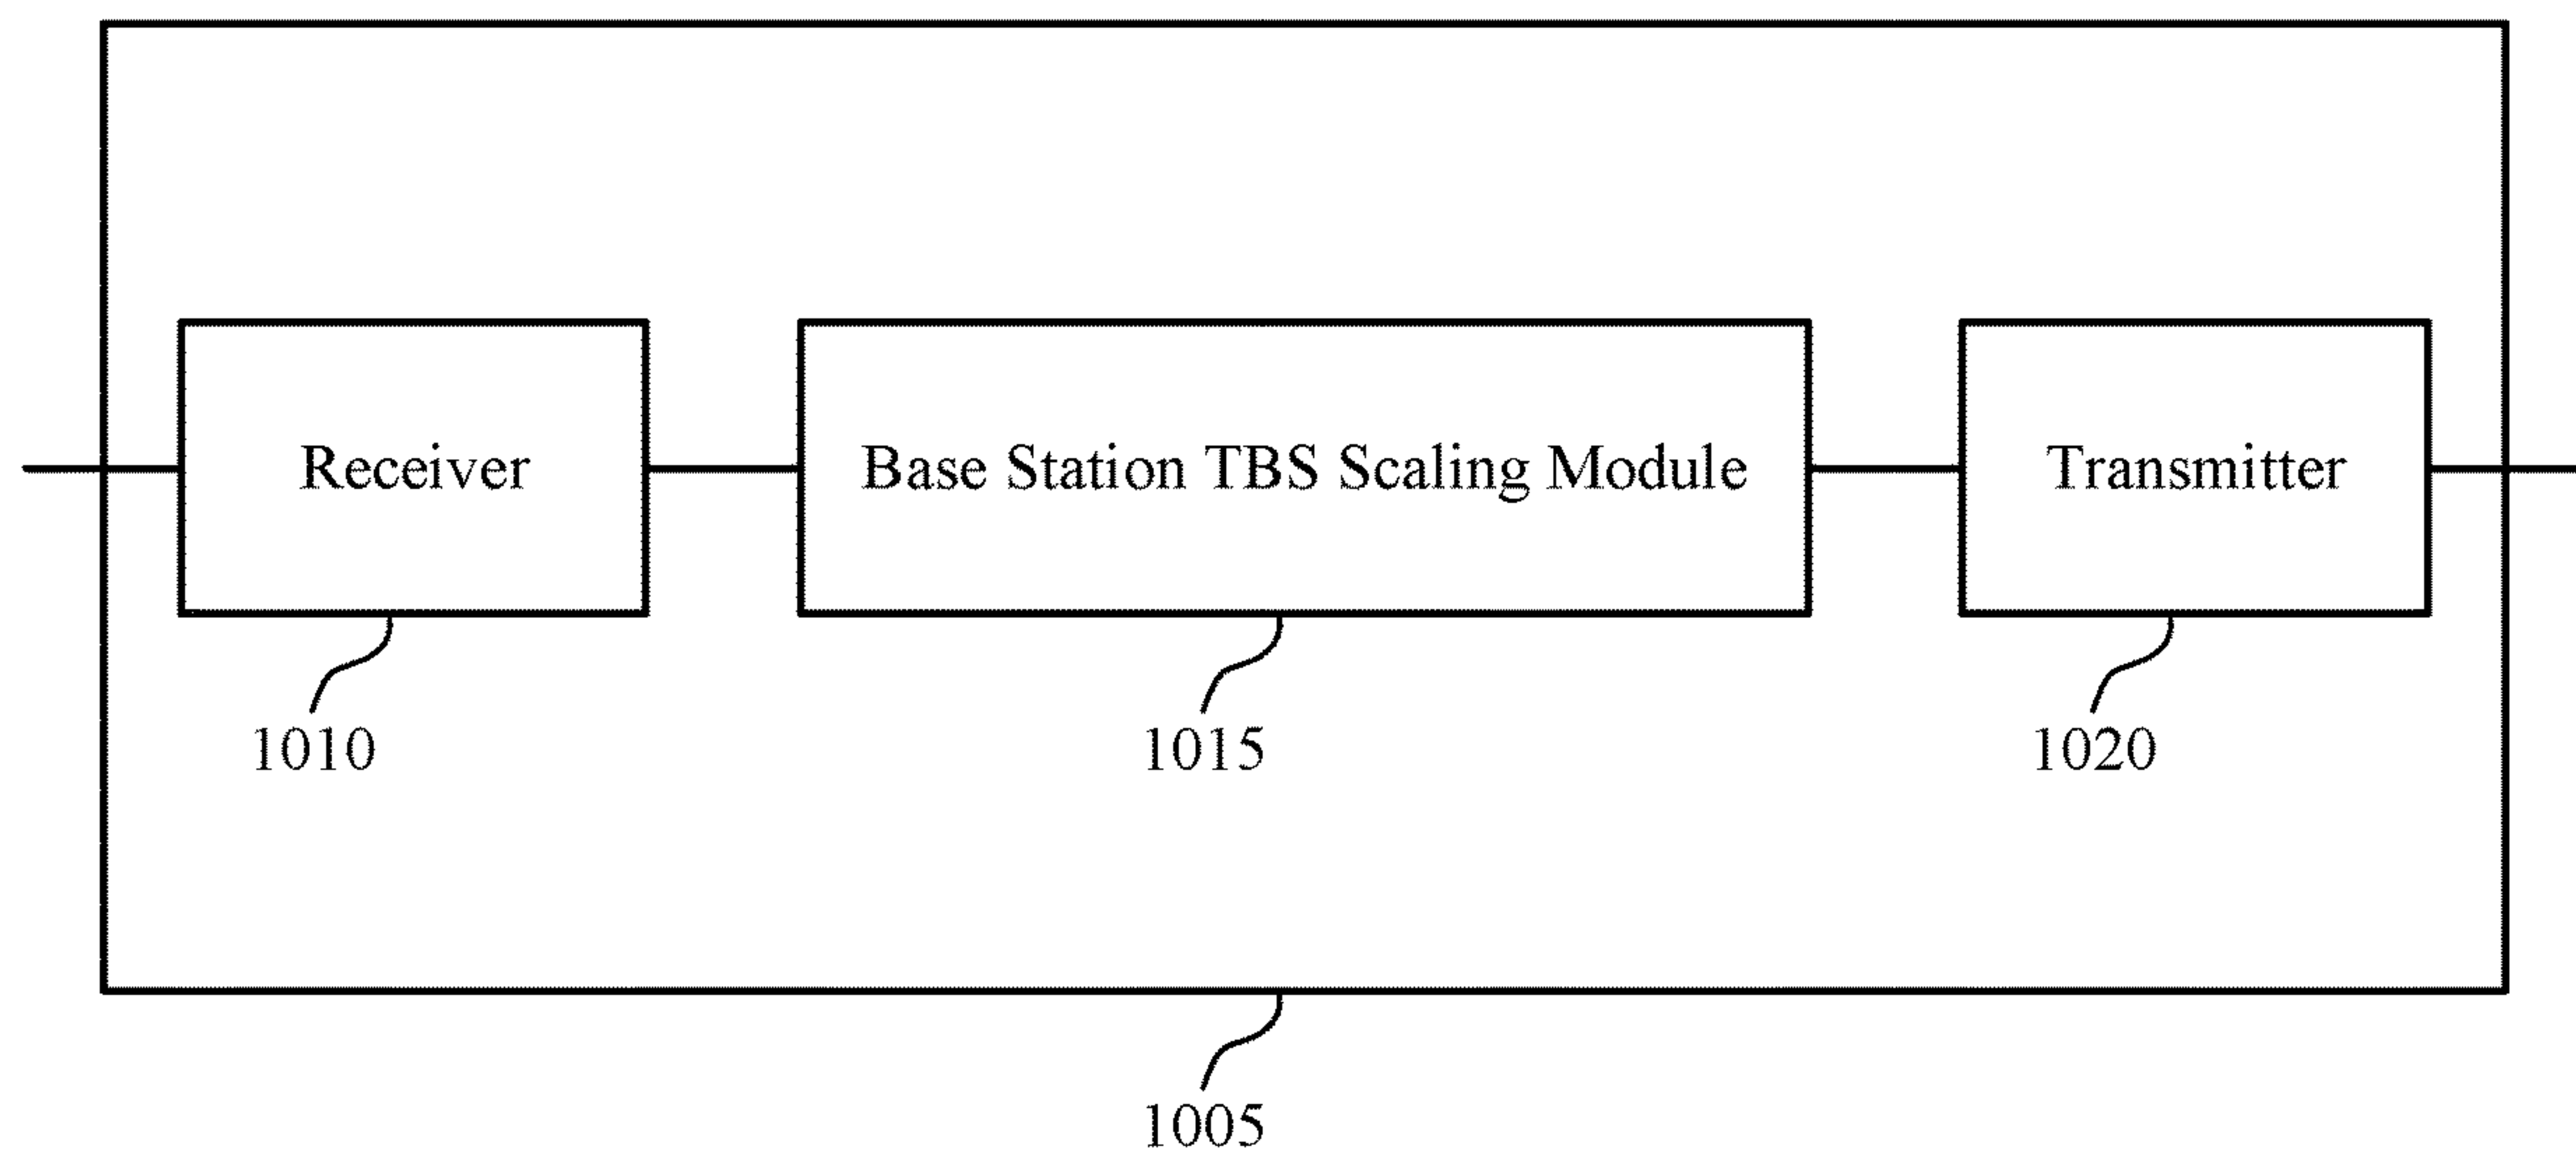 Receiver
Base Station TBS Scaling Module
Transmitter
1010
1015
1020
1005